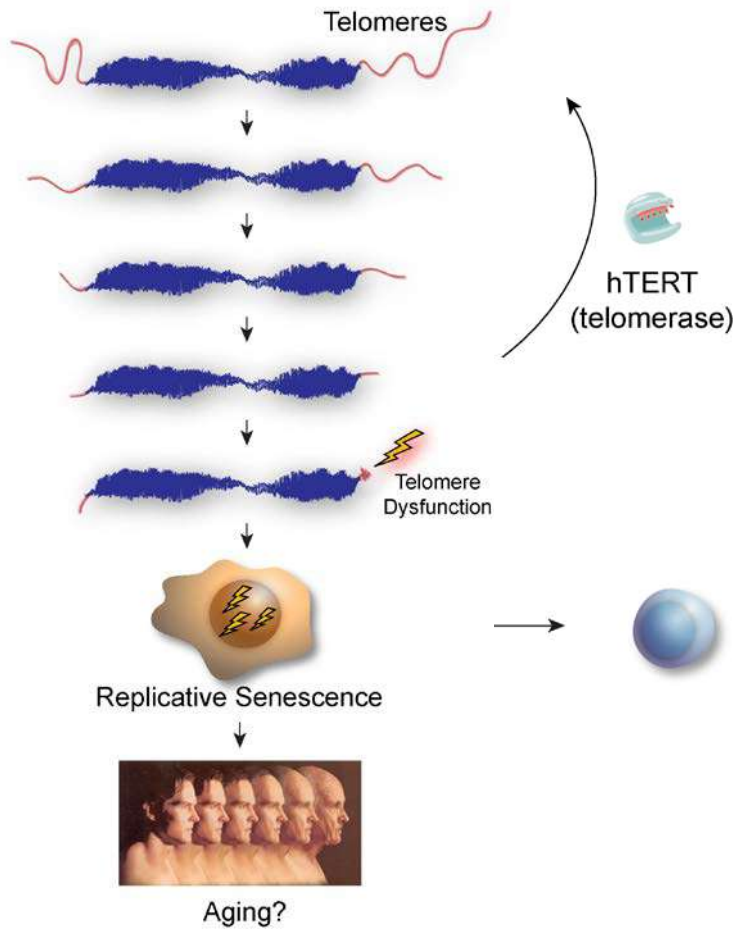 Telomeres
hTERT
(telomerase)
Telomere
Dysfunction
Replicative Senescence
Aging?